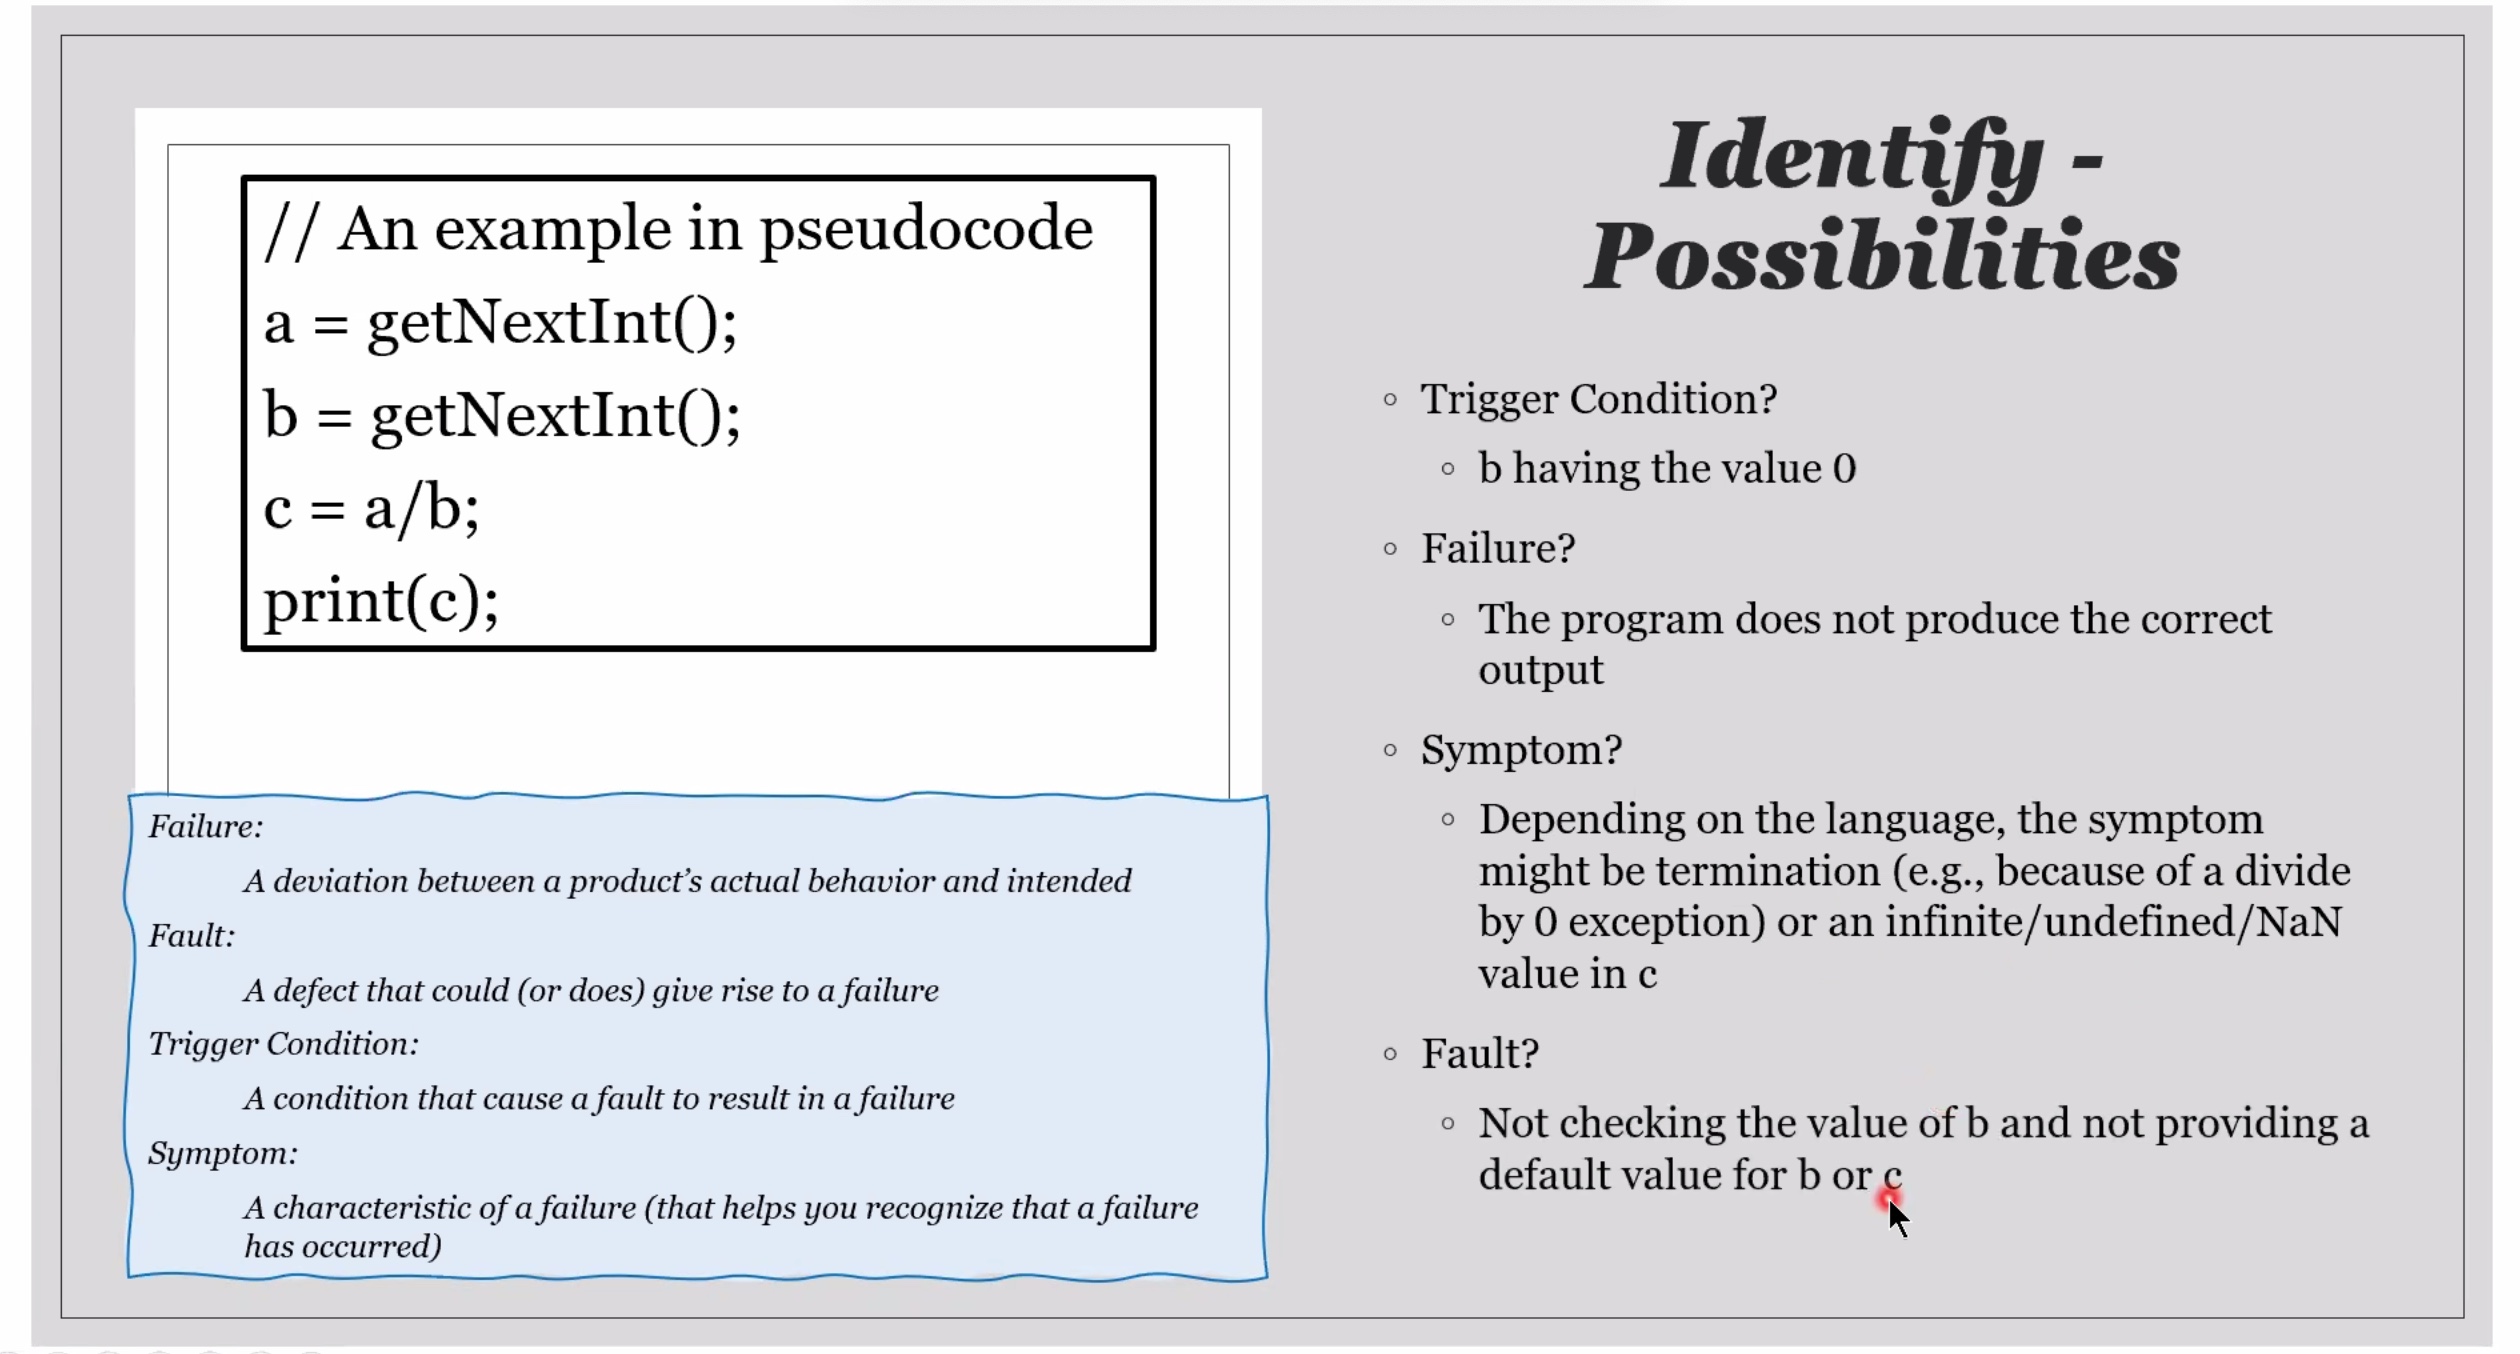 // An example in pseudocode
a = getNextInt();
b = getNextInt();
c = a/b;
print(c);
Failure:
A deviation between a product’s actual behavior and intended
Fault:
A defect that could (or does) give rise to a failure
Trigger Condition:
A condition that cause a fault to result in a failure
Symptom:
A characteristic of a failure (that helps you recognize that a failure
has occurred)
Identify -
Possibilities
◦ Trigger Condition?
◦ b having the value 0
◦ Failure?
◦ The program does not produce the correct
output
◦ Symptom?
◦ Depending on the language, the symptom
might be termination (e.g., because of a divide
by 0 exception) or an infinite/undefined/NaN
value in c
◦ Fault?
◦ Not checking the value of b and not providing a
default value for b or c